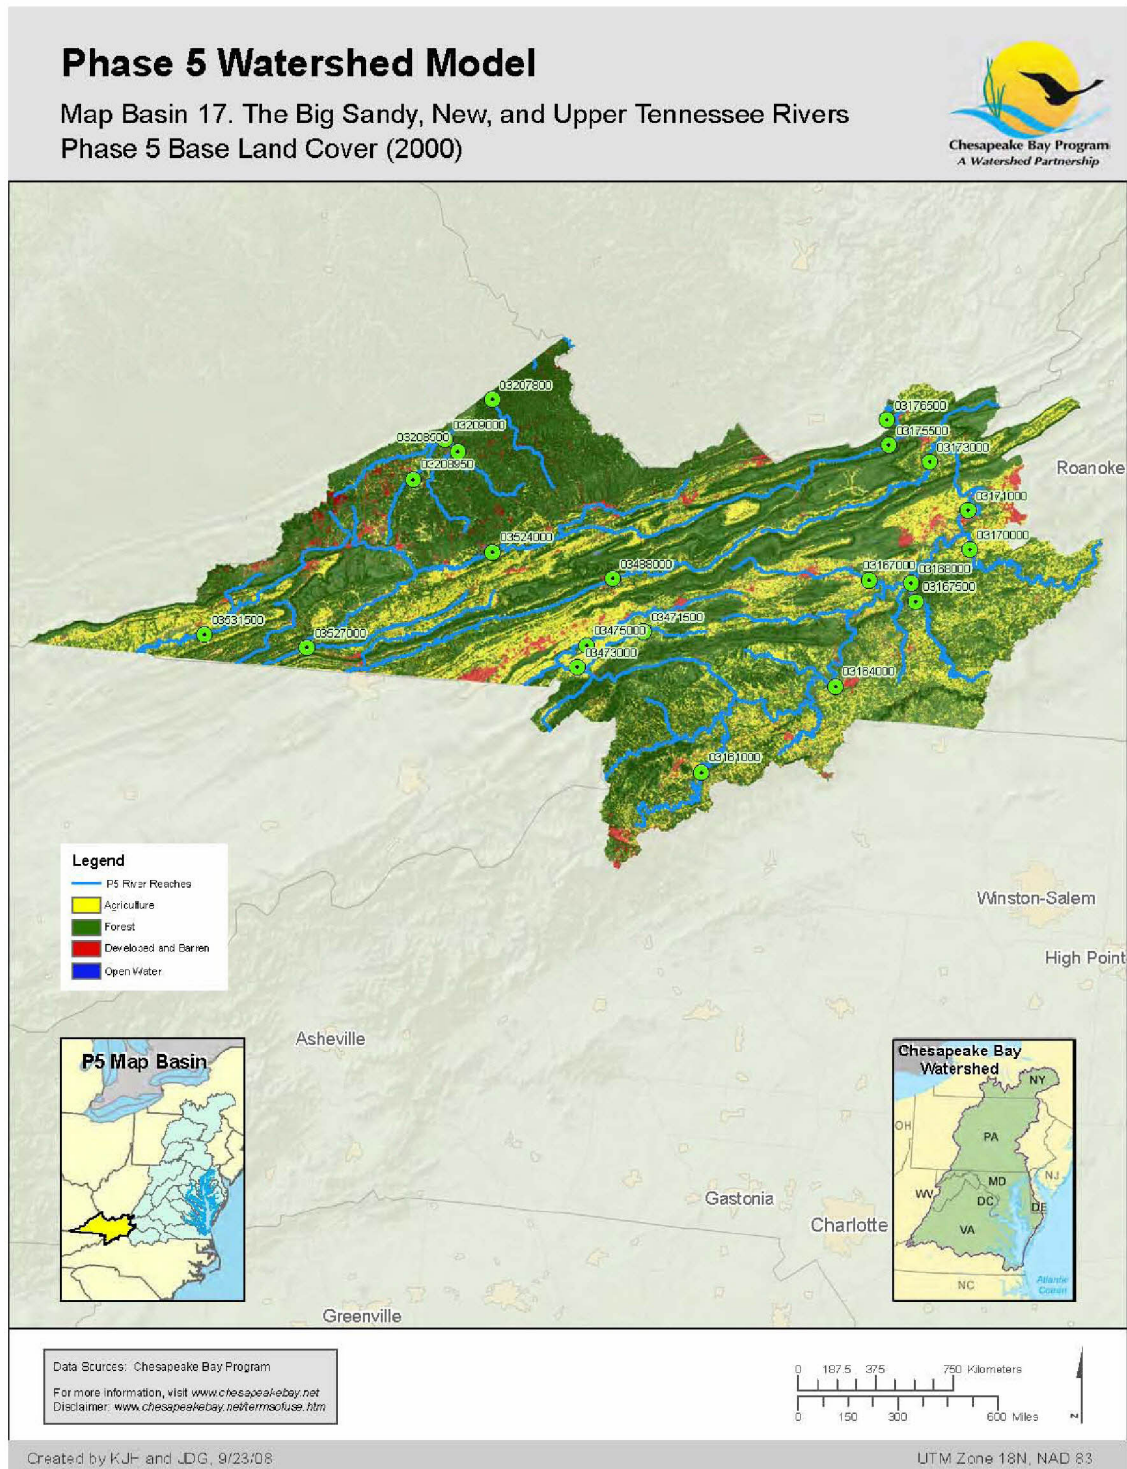 Phase 5 Watershed Model
Map Basin 17. The Big Sandy, New, and Upper Tennessee Rivers
Phase 5 Base Land Cover (2000)
Chesapeake Bay Program
A Watershed Partnership
03207800
03209000
03208500
03208950
03176500
03175500
03173000
Roanoke
03171000
03524000
03170000
03488000
03167000
03168000
03167500
03531500
03527000
03471500
03475000
03473000
03164000
03161000
Legend
P5 River Reaches
Agriculture
Forest
Developed and Barren
Open Water
Winston-Salem
High Point
Asheville
P5 Map Basin
Chesapeake Bay
Watershed
NY
OH
PA
NJ
MD
WV
DC
DE
VA
NC
Atlantic
Ocean
Gastonia
Charlotte
Greenville
Data Sources: Chesapeake Bay Program
For more information, visit www.chesapeakebay.net
Disclaimer: www.chesapeakebay.net/termsofuse.htm
0 187.5 375 750 Kilometers
0 150 300 600 Miles
N
Created by KJH and JDG, 9/23/08
UTM Zone 18N, NAD 83